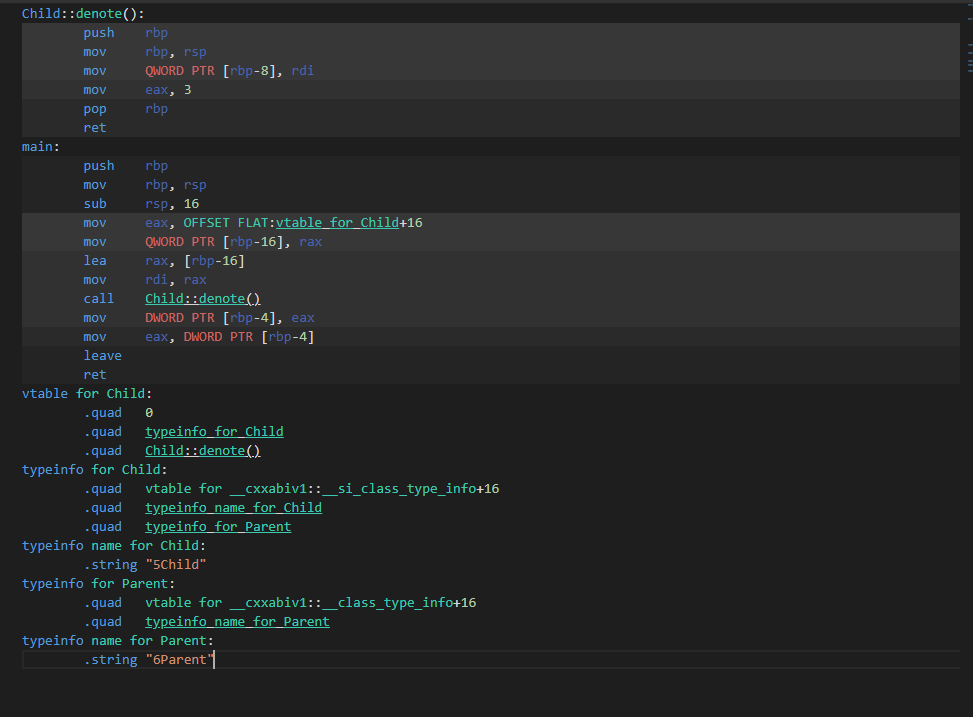 Child::denote():
        push    rbp
        mov     rbp, rsp
        mov     QWORD PTR [rbp-8], rdi
        mov     eax, 3
        pop     rbp
        ret
main:
        push    rbp
        mov     rbp, rsp
        sub     rsp, 16
        mov     eax, OFFSET FLAT:vtable for Child+16
        mov     QWORD PTR [rbp-16], rax
        lea     rax, [rbp-16]
        mov     rdi, rax
        call    Child::denote()
        mov     DWORD PTR [rbp-4], eax
        mov     eax, DWORD PTR [rbp-4]
        leave
        ret
vtable for Child:
        .quad   0
        .quad   typeinfo for Child
        .quad   Child::denote()
typeinfo for Child:
        .quad   vtable for __cxxabiv1::__si_class_type_info+16
        .quad   typeinfo name for Child
        .quad   typeinfo for Parent
typeinfo name for Child:
        .string "5Child"
typeinfo for Parent:
        .quad   vtable for __cxxabiv1::__class_type_info+16
        .quad   typeinfo name for Parent
typeinfo name for Parent:
        .string "6Parent"